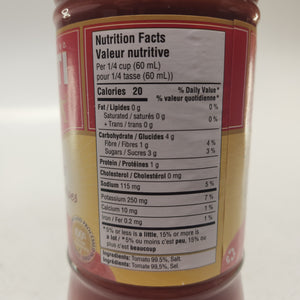 Nutrition Facts
Valeur nutritive
Per 1/4 cup (60 mL)
pour 1/4 tasse (60 mL))
Calories 20
% Daily Value*
% valeur quotidienne*
Fat / Lipides 0 g 0 %
Saturated / saturés 0 g
+ Trans / trans 0 g
0 %
Carbohydrate / Glucides 4 g
Fibre / Fibres 1 g 4 %
Sugars / Sucres 3 g 3 %
Protein / Protéines 1 g
Cholesterol / Cholestérol 0 mg
Sodium 115 mg 5 %
Potassium 250 mg 7 %
Calcium 10 mg 1 %
Iron / Fer 0.2 mg 1 %
*5% or less is a little, 15% or more is
a lot / *5% ou moins c'est peu, 15% ou
plus c'est beaucoup
Ingredients: Tomato 99.5%, Salt.
Ingrédients: Tomate 99.5%, Sel.